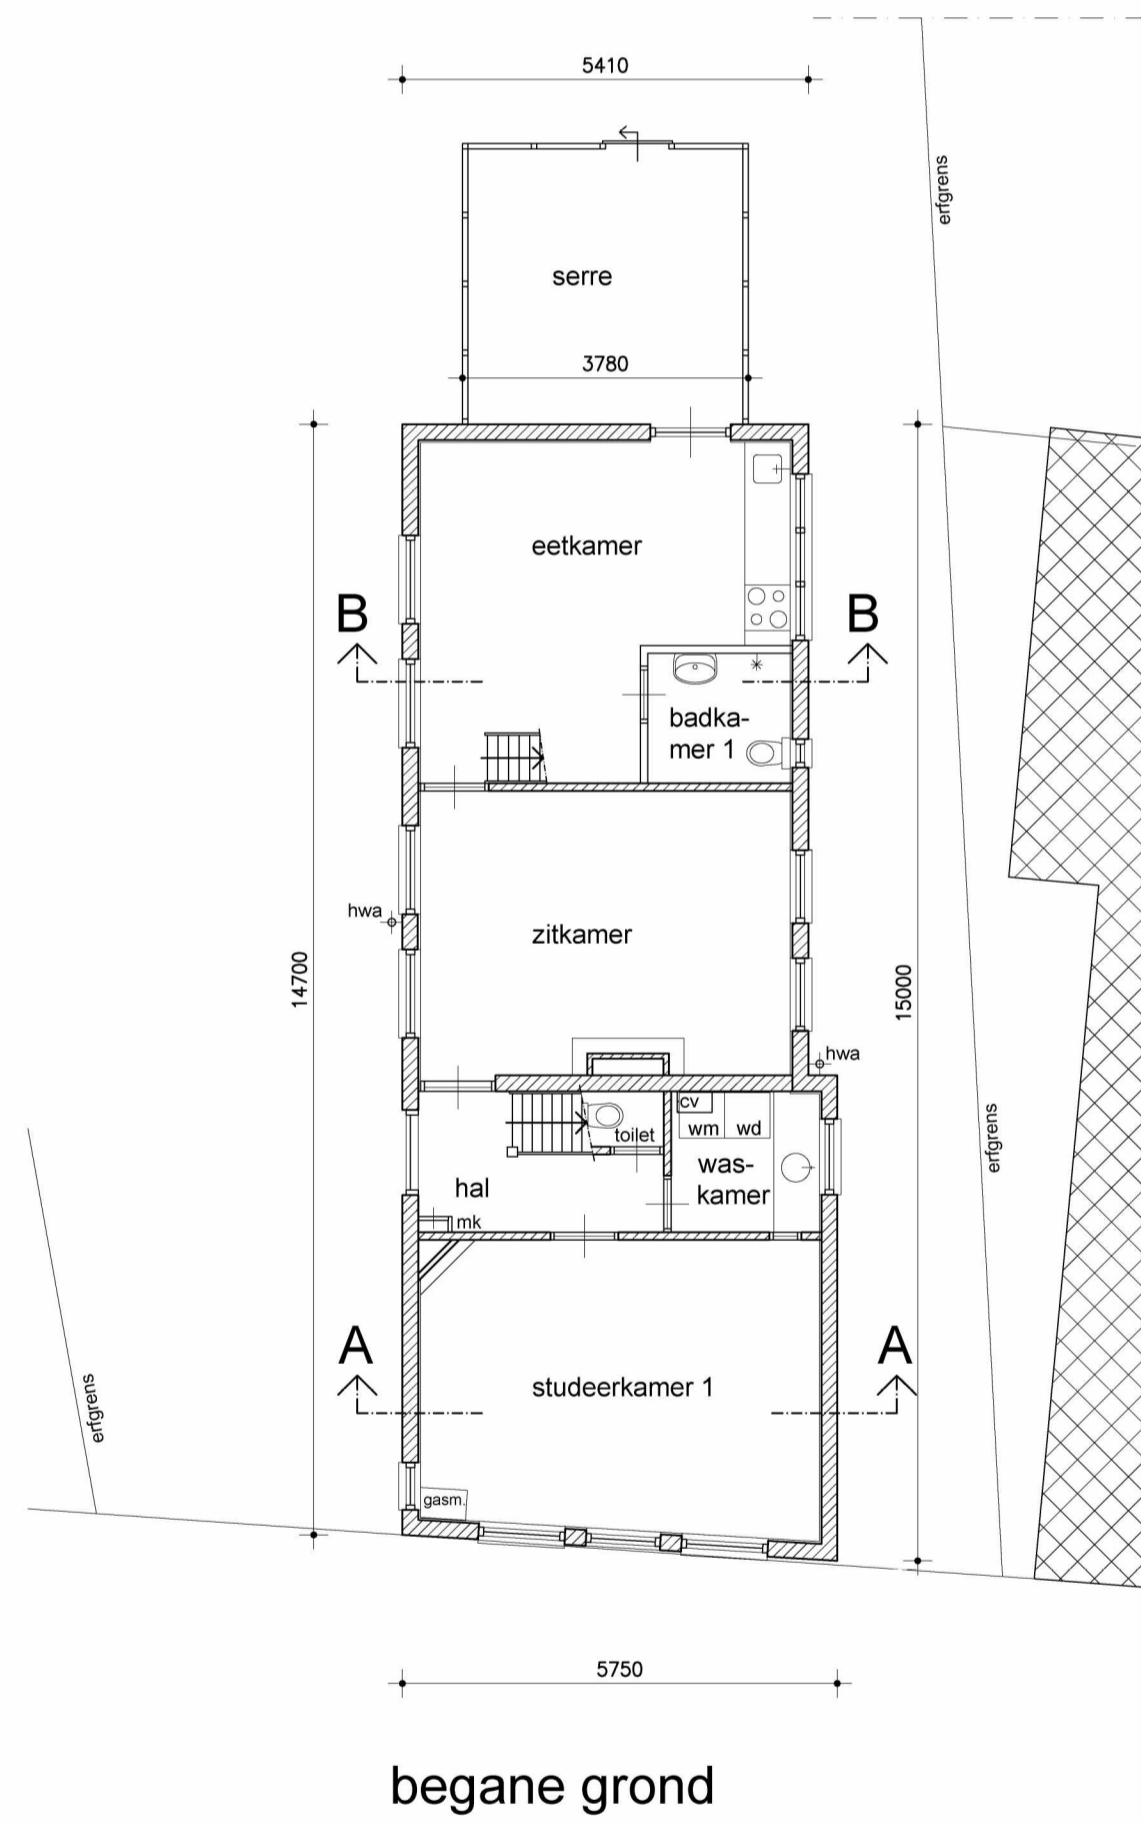 5410
erfgrens
serre
3780
eetkamer
B
B
badka-
mer 1
hwa
zitkamer
14700
15000
hwa
cv
wm
wd
toilet
was-
kamer
hal
mk
erfgrens
A
A
studeerkamer 1
erfgrens
gasm.
5750
begane grond